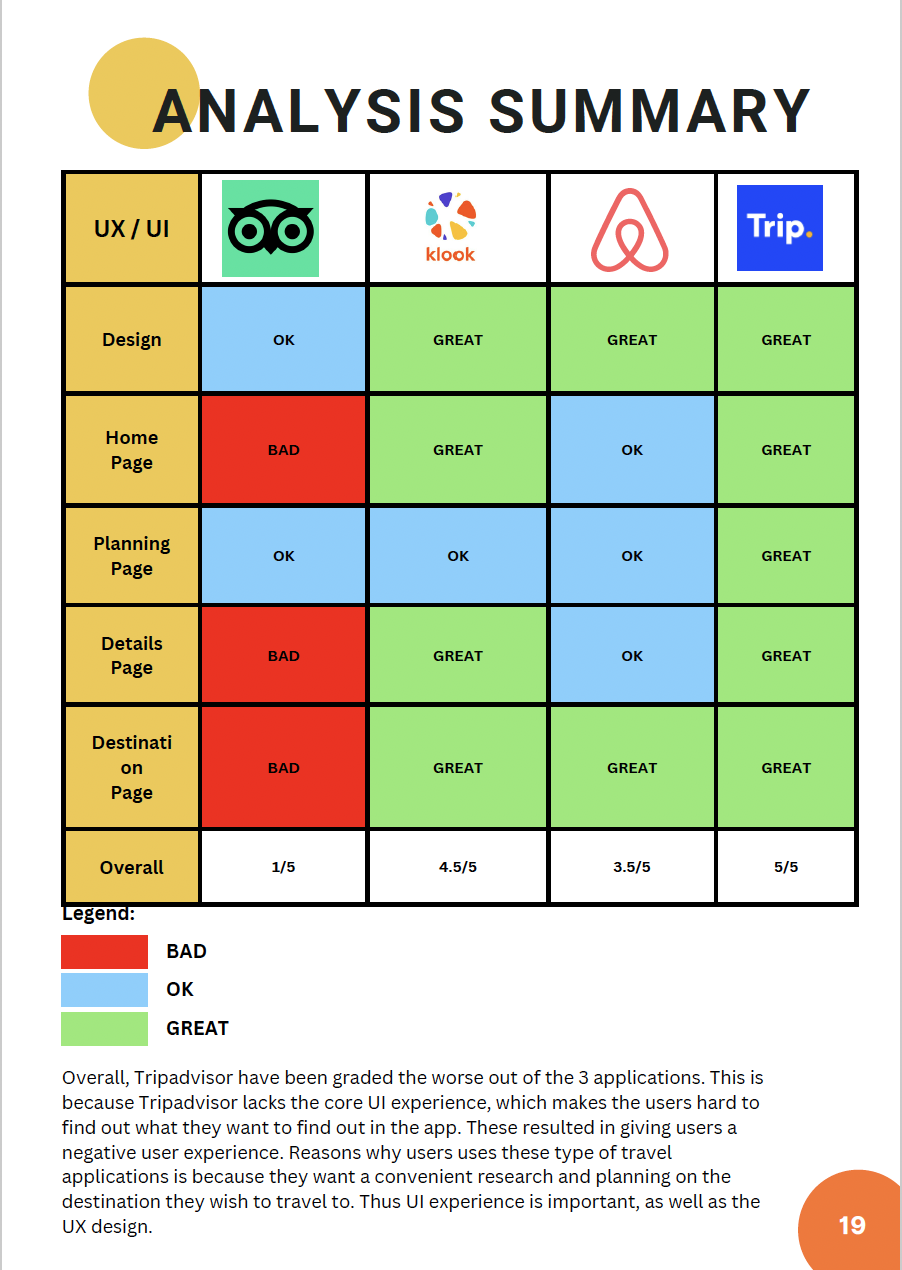 ANALYSIS SUMMARY
UX / UI
klook
Trip.
Design
OK
GREAT
GREAT
GREAT
Home
Page
BAD
GREAT
OK
GREAT
Planning
Page
OK
OK
OK
GREAT
Details
Page
BAD
GREAT
OK
GREAT
Destinati
on
Page
BAD
GREAT
GREAT
GREAT
Overall
1/5
4.5/5
3.5/5
5/5
Legend:
BAD
OK
GREAT
Overall, Tripadvisor have been graded the worse out of the 3 applications. This is
because Tripadvisor lacks the core UI experience, which makes the users hard to
find out what they want to find out in the app. These resulted in giving users a
negative user experience. Reasons why users uses these type of travel
applications is because they want a convenient research and planning on the
destination they wish to travel to. Thus UI experience is important, as well as the
UX design.
19